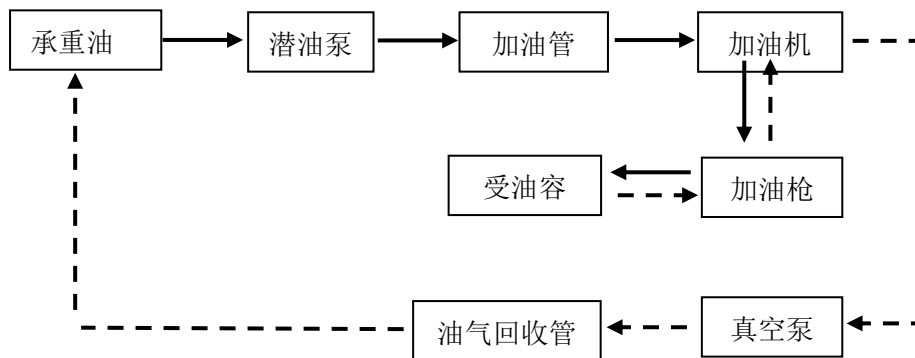 承重油
潜油泵
加油管
加油机
受油容
加油枪
油气回收管
真空泵